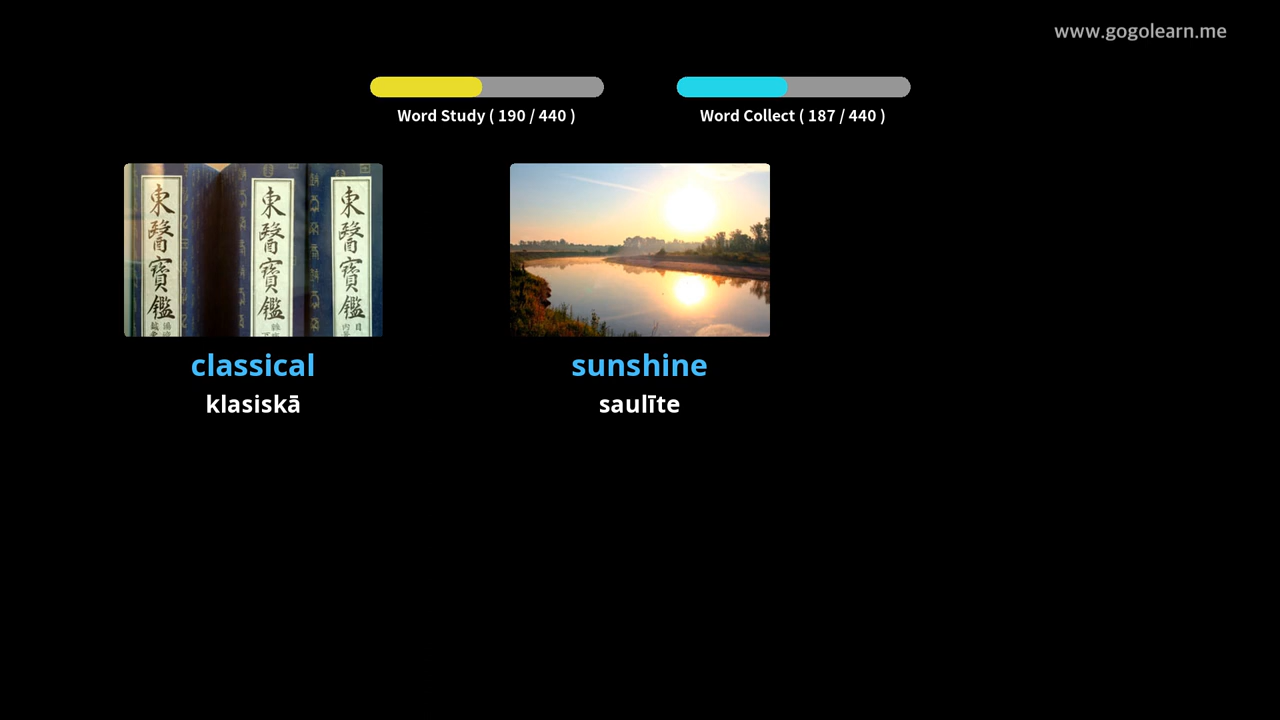 www.gogolearn.me
Word Study ( 190 / 440 )
Word Collect ( 187 / 440 )
東醫寶鑑
東醫寶鑑
東醫寶鑑
classical
sunshine
klasiskā
saulīte